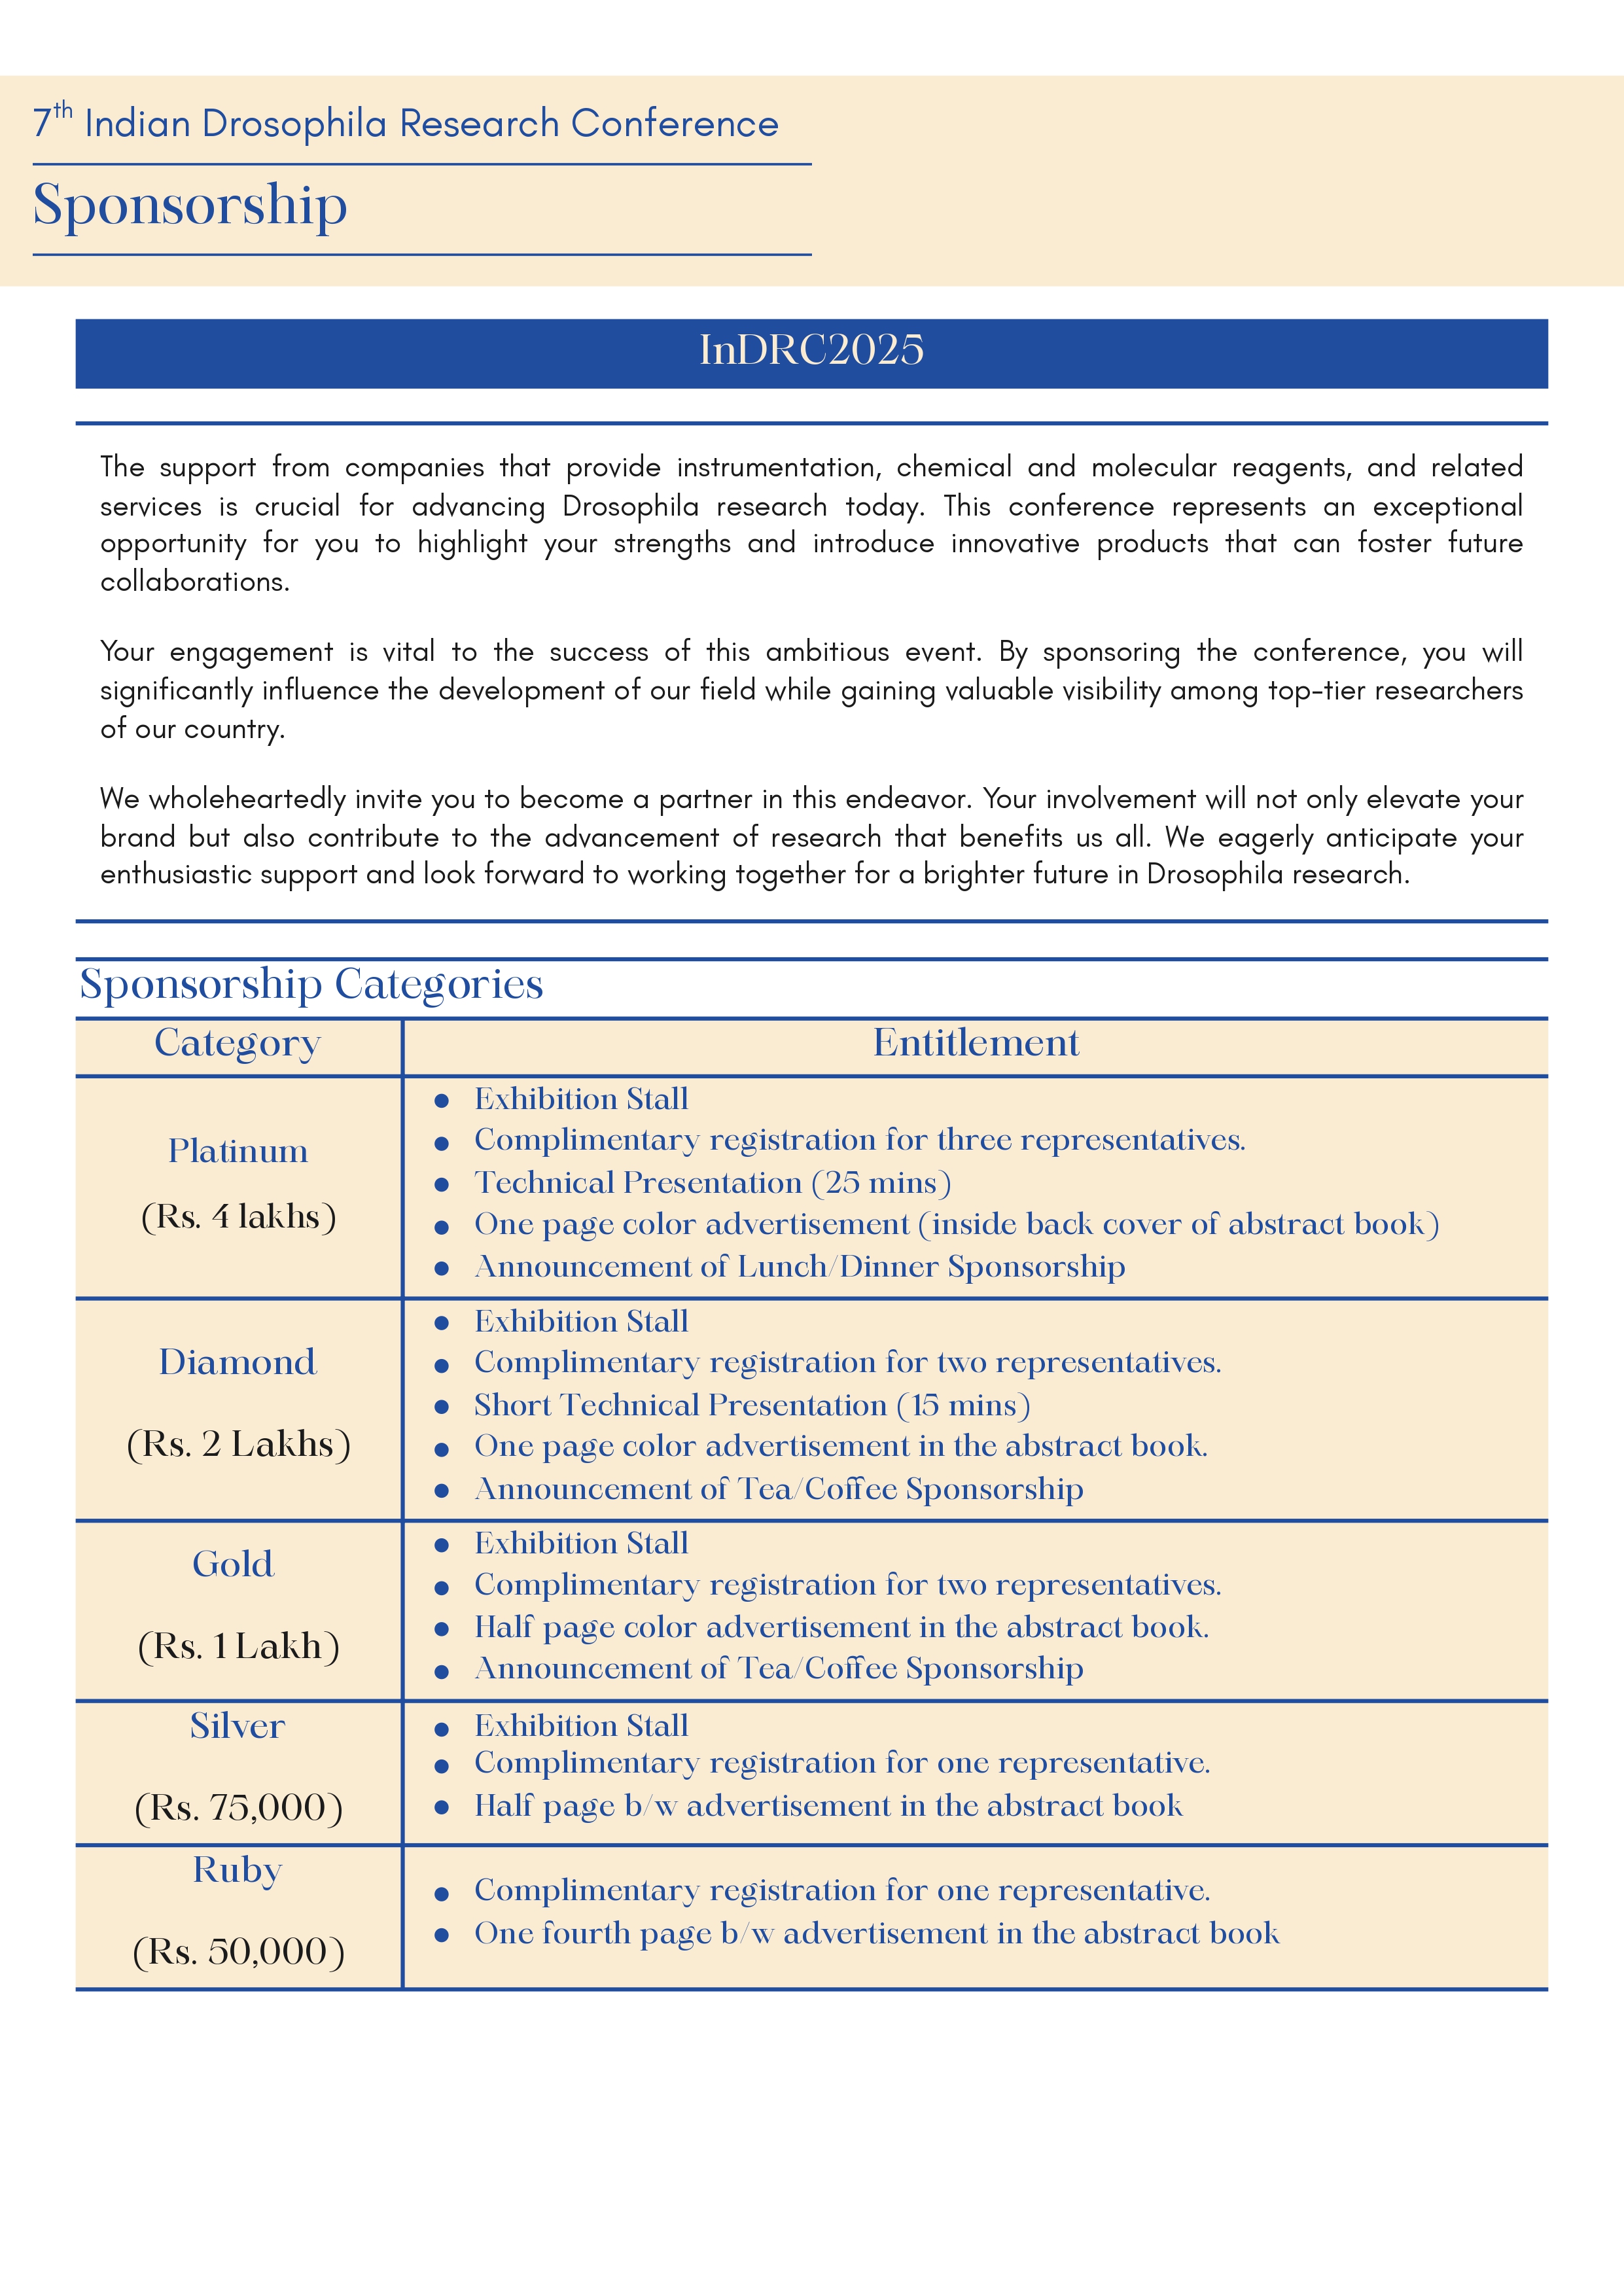 7th Indian Drosophila Research Conference
Sponsorship
InDRC2025
The support from companies that provide instrumentation, chemical and molecular reagents, and related
services is crucial for advancing Drosophila research today. This conference represents an exceptional
opportunity for you to highlight your strengths and introduce innovative products that can foster future
collaborations.
Your engagement is vital to the success of this ambitious event. By sponsoring the conference, you will
significantly influence the development of our field while gaining valuable visibility among top-tier researchers
of our country.
We wholeheartedly invite you to become a partner in this endeavor. Your involvement will not only elevate your
brand but also contribute to the advancement of research that benefits us all. We eagerly anticipate your
enthusiastic support and look forward to working together for a brighter future in Drosophila research.
Sponsorship Categories
Category
Entitlement
Platinum
(Rs. 4 lakhs)
● Exhibition Stall
● Complimentary registration for three representatives.
● Technical Presentation (25 mins)
● One page color advertisement (inside back cover of abstract book)
● Announcement of Lunch/Dinner Sponsorship
Diamond
(Rs. 2 Lakhs)
● Exhibition Stall
● Complimentary registration for two representatives.
● Short Technical Presentation (15 mins)
● One page color advertisement in the abstract book.
● Announcement of Tea/Coffee Sponsorship
Gold
(Rs. 1 Lakh)
● Exhibition Stall
● Complimentary registration for two representatives.
● Half page color advertisement in the abstract book.
● Announcement of Tea/Coffee Sponsorship
Silver
(Rs. 75,000)
● Exhibition Stall
● Complimentary registration for one representative.
● Half page b/w advertisement in the abstract book
Ruby
(Rs. 50,000)
● Complimentary registration for one representative.
● One fourth page b/w advertisement in the abstract book